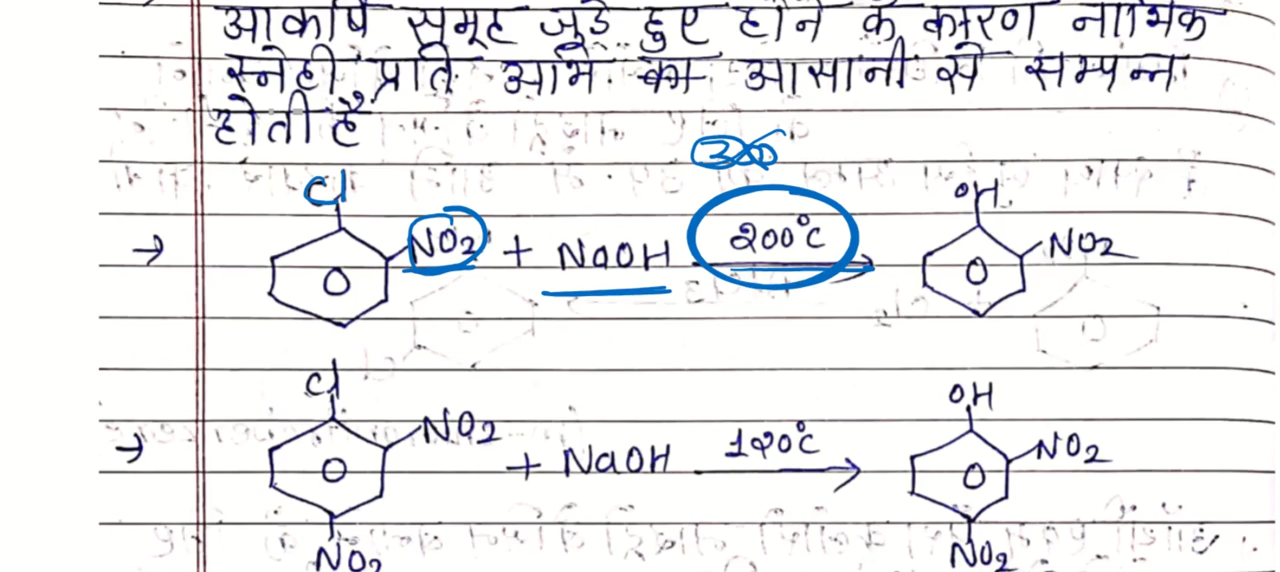 आकर्षि समूह जुडे हुए होने के कारण नाभिक
स्नेही प्रति आभि का आसानी से सम्पन्न
होती है
Cl
NO2 + NaOH 200°C OH NO2
→
Cl
NO2 + NaOH 120°C OH NO2
→
NO2 NO2